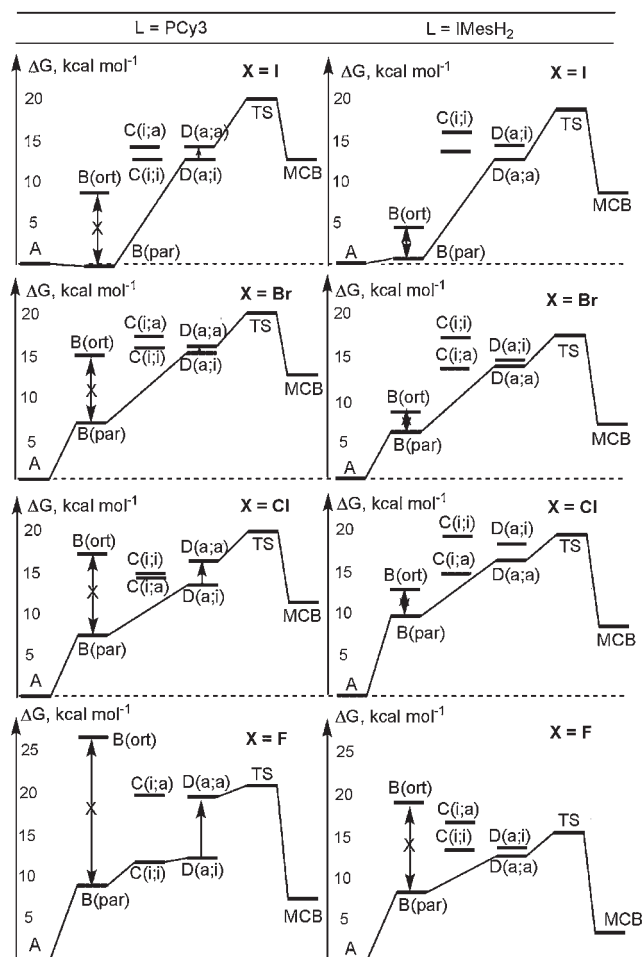 L = PCy3
L = IMesH2
ΔG, kcal mol-1
X = I
20
15
10
5
A
B(ort)
X
B(par)
C(i;a)
C(i;i)
D(a;a)
D(a;i)
TS
MCB
ΔG, kcal mol-1
X = I
20
15
10
5
A
B(ort)
B(par)
C(i;i)
D(a;i)
D(a;a)
TS
MCB
ΔG, kcal mol-1
X = Br
20
15
10
5
A
B(ort)
X
B(par)
C(i;a)
C(i;i)
D(a;a)
D(a;i)
TS
MCB
ΔG, kcal mol-1
X = Br
20
15
10
5
A
B(ort)
B(par)
C(i;i)
C(i;a)
D(a;i)
D(a;a)
TS
MCB
ΔG, kcal mol-1
X = Cl
20
15
10
5
A
B(ort)
X
B(par)
C(i;i)
C(i;a)
D(a;a)
D(a;i)
TS
MCB
ΔG, kcal mol-1
X = Cl
20
15
10
5
A
B(ort)
B(par)
C(i;i)
C(i;a)
D(a;i)
D(a;a)
TS
MCB
ΔG, kcal mol-1
X = F
25
20
15
10
5
A
B(ort)
X
B(par)
C(i;a)
C(i;i)
D(a;a)
D(a;i)
TS
MCB
ΔG, kcal mol-1
X = F
25
20
15
10
5
A
B(ort)
X
B(par)
C(i;a)
C(i;i)
D(a;i)
D(a;a)
TS
MCB